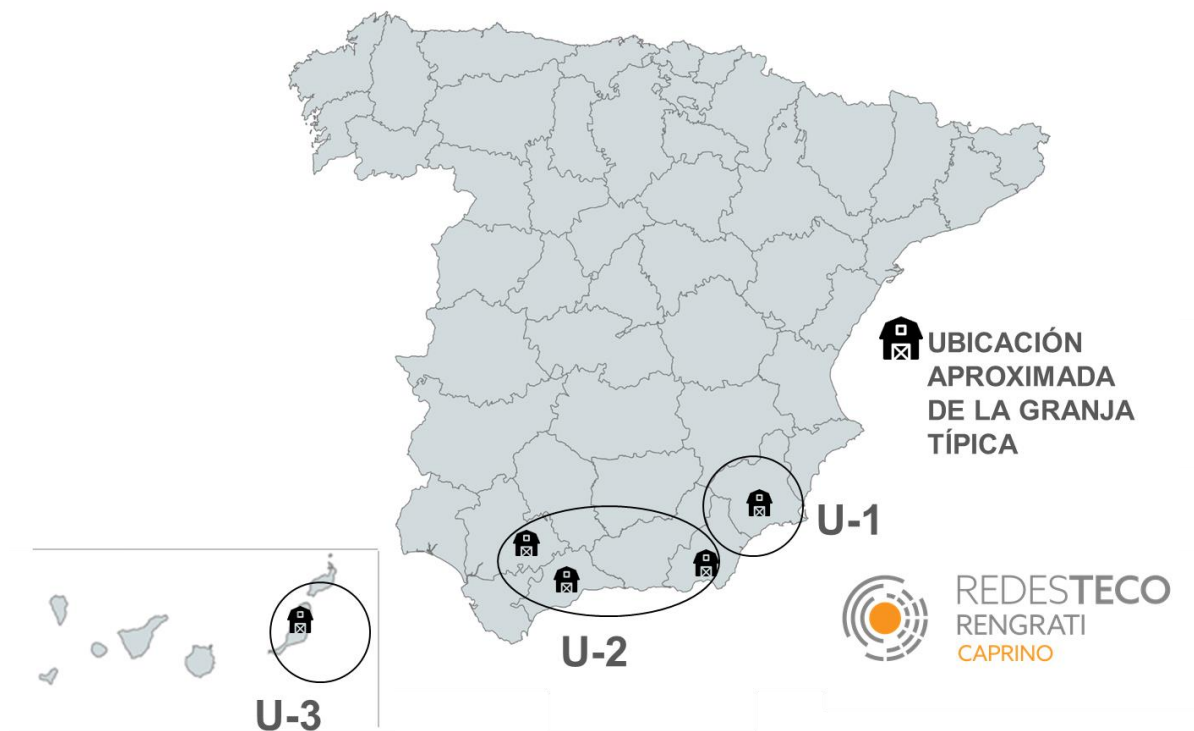 UBICACIÓN
APROXIMADA
DE LA GRANJA
TÍPICA
U-1
U-2
U-3
REDESTECO
RENGRATI
CAPRINO